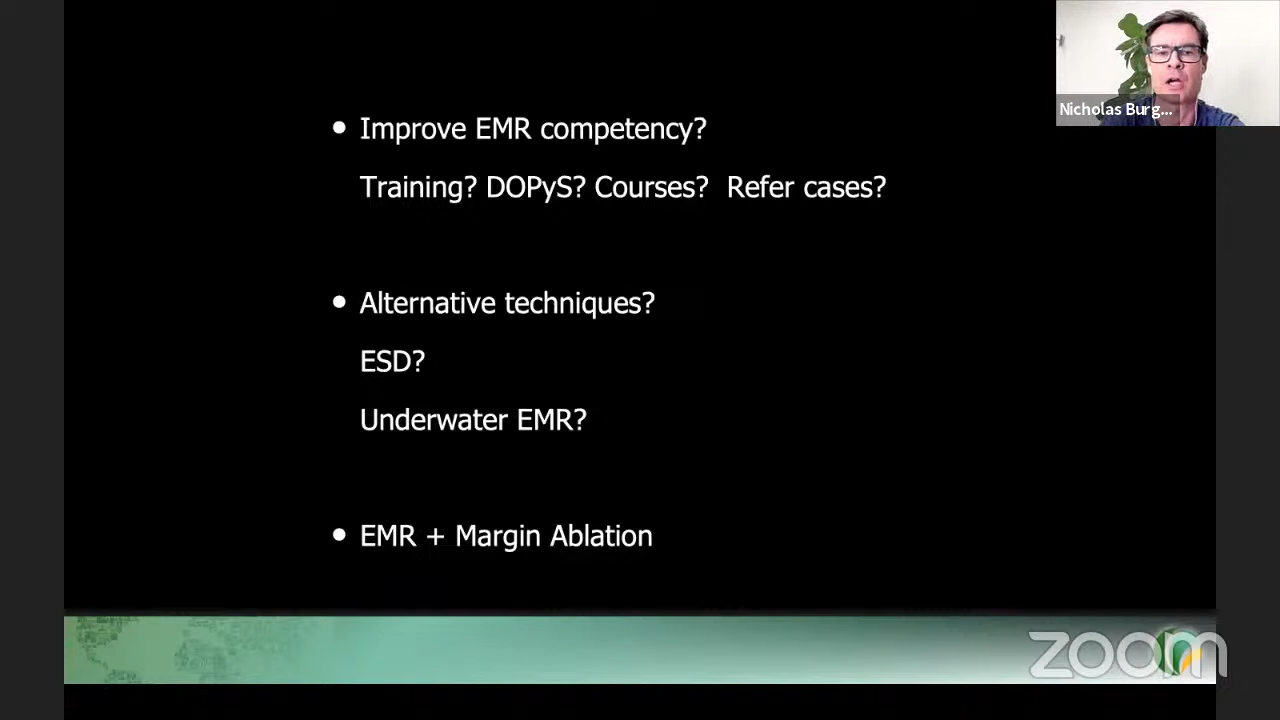 Nicholas Burg...
• Improve EMR competency?
Training? DOPyS? Courses? Refer cases?
• Alternative techniques?
ESD?
Underwater EMR?
• EMR + Margin Ablation
zoom